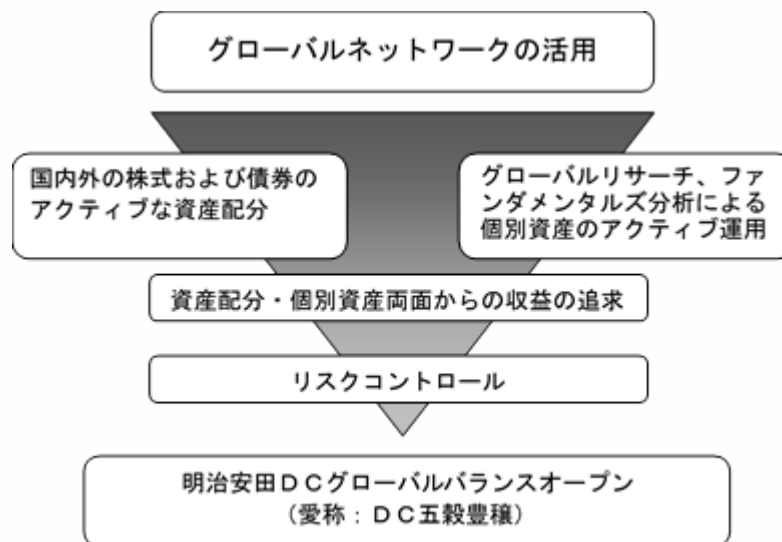 グローバルネットワークの活用
国内外の株式および債券の
アクティブな資産配分
グローバルリサーチ、ファ
ンダメンタルズ分析による
個別資産のアクティブ運用
資産配分・個別資産両面からの収益の追求
リスクコントロール
明治安田ＤＣグローバルバランスオープン
（愛称：ＤＣ五穀豊穣）